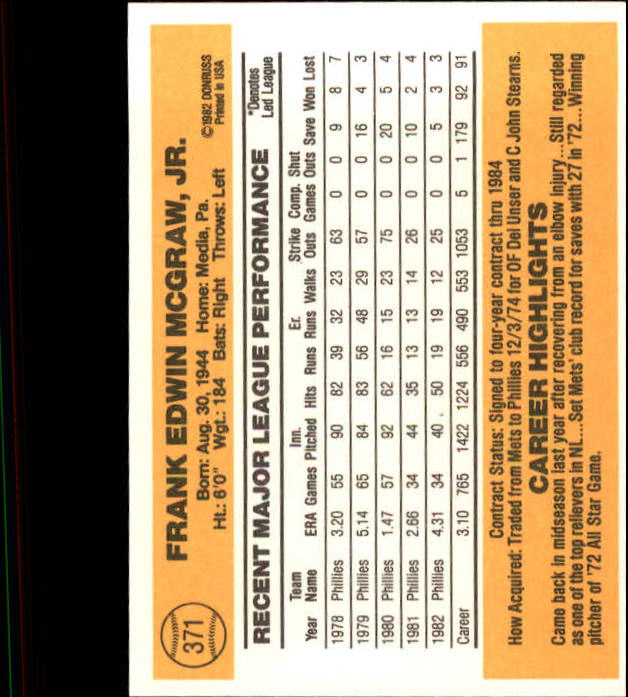 371
FRANK EDWIN MCGRAW, JR.
Born: Aug. 30, 1944 Home: Media, Pa.
Ht.: 6'0" Wgt.: 184 Bats: Right Throws: Left
©1982 DONRUSS
Printed in USA
RECENT MAJOR LEAGUE PERFORMANCE
*Denotes
Led League
Team Inn. Er. Strike Comp. Shut
Year Name ERA Games Pitched Hits Runs Runs Walks Outs Games Outs Save Won Lost
1978 Phillies 3.20 55 90 82 39 32 23 63 0 0 9 8 7
1979 Phillies 5.14 65 84 83 56 48 29 57 0 0 16 4 3
1980 Phillies 1.47 57 92 62 16 15 23 75 0 0 20 5 4
1981 Phillies 2.66 34 44 35 13 13 14 26 0 0 10 2 4
1982 Phillies 4.31 34 40 50 19 19 12 25 0 0 5 3 3
Career 3.10 765 1422 1224 556 490 553 1053 5 1 179 92 91
Contract Status: Signed to four-year contract thru 1984
How Acquired: Traded from Mets to Phillies 12/3/74 for OF Del Unser and C John Stearns.
CAREER HIGHLIGHTS
Came back in midseason last year after recovering from an elbow injury...Still regarded
as one of the top relievers in NL...Set Mets' club record for saves with 27 in '72...Winning
pitcher of '72 All Star Game.